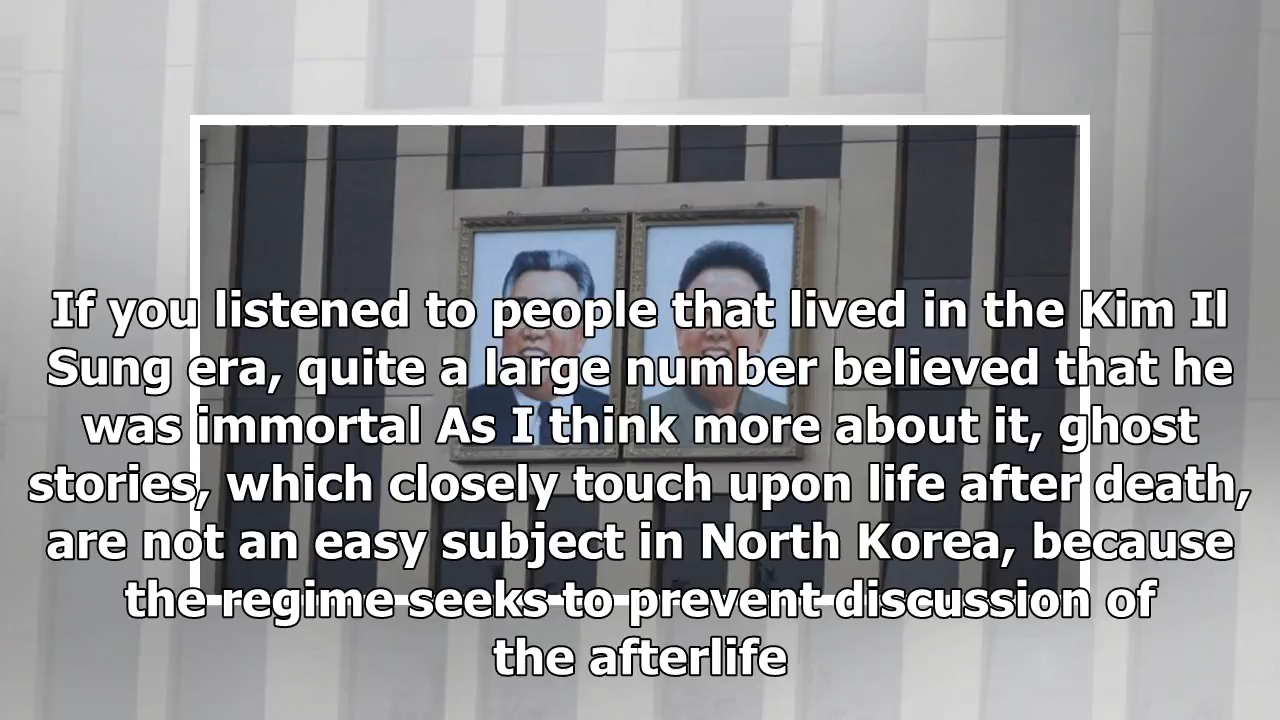 If you listened to people that lived in the Kim Il
Sung era, quite a large number believed that he
was immortal As I think more about it, ghost
stories, which closely touch upon life after death,
are not an easy subject in North Korea, because
the regime seeks to prevent discussion of
the afterlife